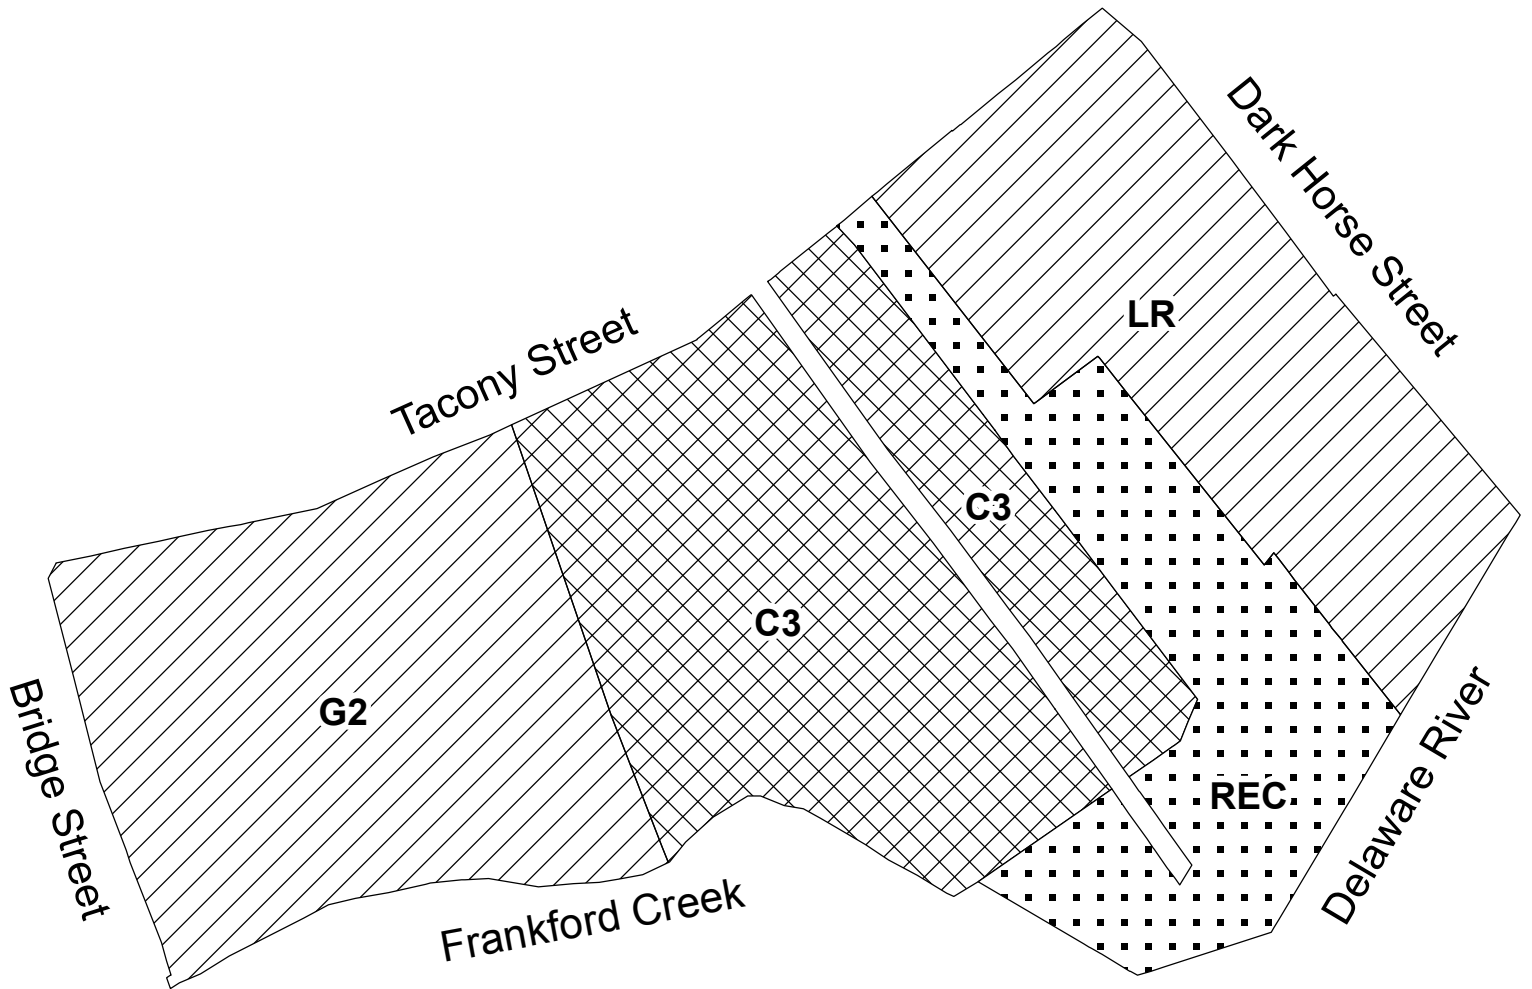 Dark Horse Street
LR
Tacony Street
C3
C3
G2
Bridge Street
REC
Delaware River
Frankford Creek